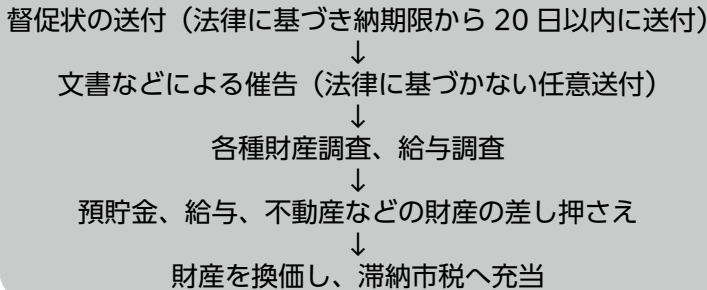 督促状の送付（法律に基づき納期限から 20 日以内に送付）
↓
文書などによる催告（法律に基づかない任意送付）
↓
各種財産調査、給与調査
↓
預貯金、給与、不動産などの財産の差し押さえ
↓
財産を換価し、滞納市税へ充当